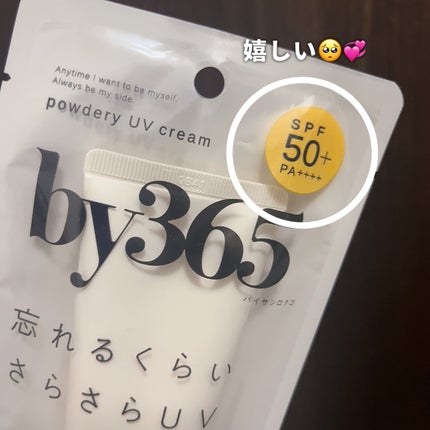 嬉しい🥺💞
Anytime I want to be myself.
Always be my side.
powdery UV cream
SPF
50+
PA++++
by365
バイサンロクゴ
忘れるくらい
さらさらUV